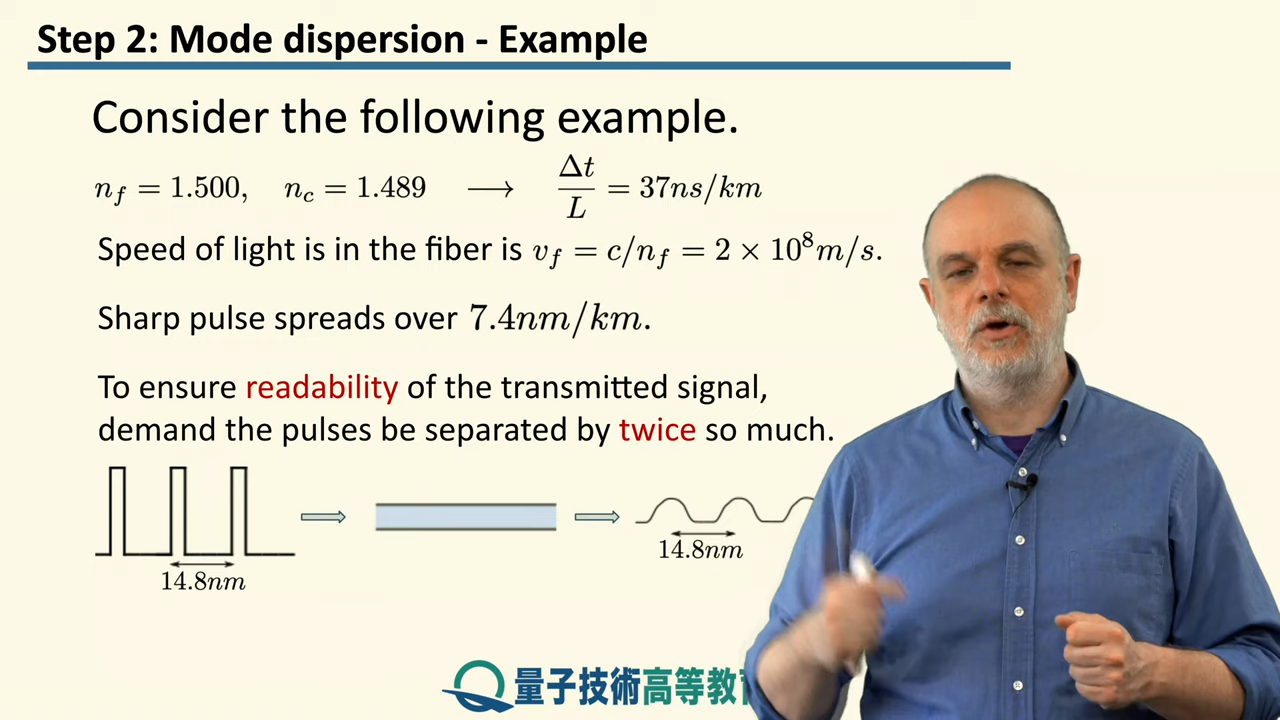 Step 2: Mode dispersion - Example
Consider the following example.
n_f = 1.500, n_c = 1.489 ⟶ Δt/L = 37ns/km
Speed of light is in the fiber is v_f = c/n_f = 2 × 10^8 m/s.
Sharp pulse spreads over 7.4nm/km.
To ensure readability of the transmitted signal,
demand the pulses be separated by twice so much.
14.8nm
14.8nm
量子技術高等教